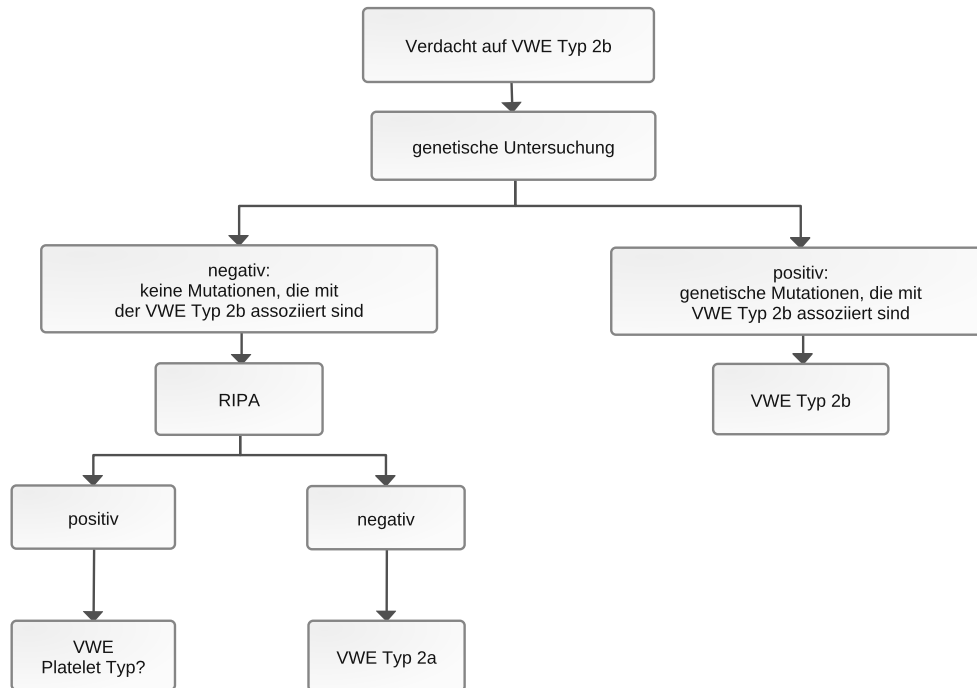 Verdacht auf VWE Typ 2b
genetische Untersuchung
negativ:
keine Mutationen, die mit
der VWE Typ 2b assoziiert sind
positiv:
genetische Mutationen, die mit
VWE Typ 2b assoziiert sind
RIPA
VWE Typ 2b
positiv
negativ
VWE
Platelet Typ?
VWE Typ 2a